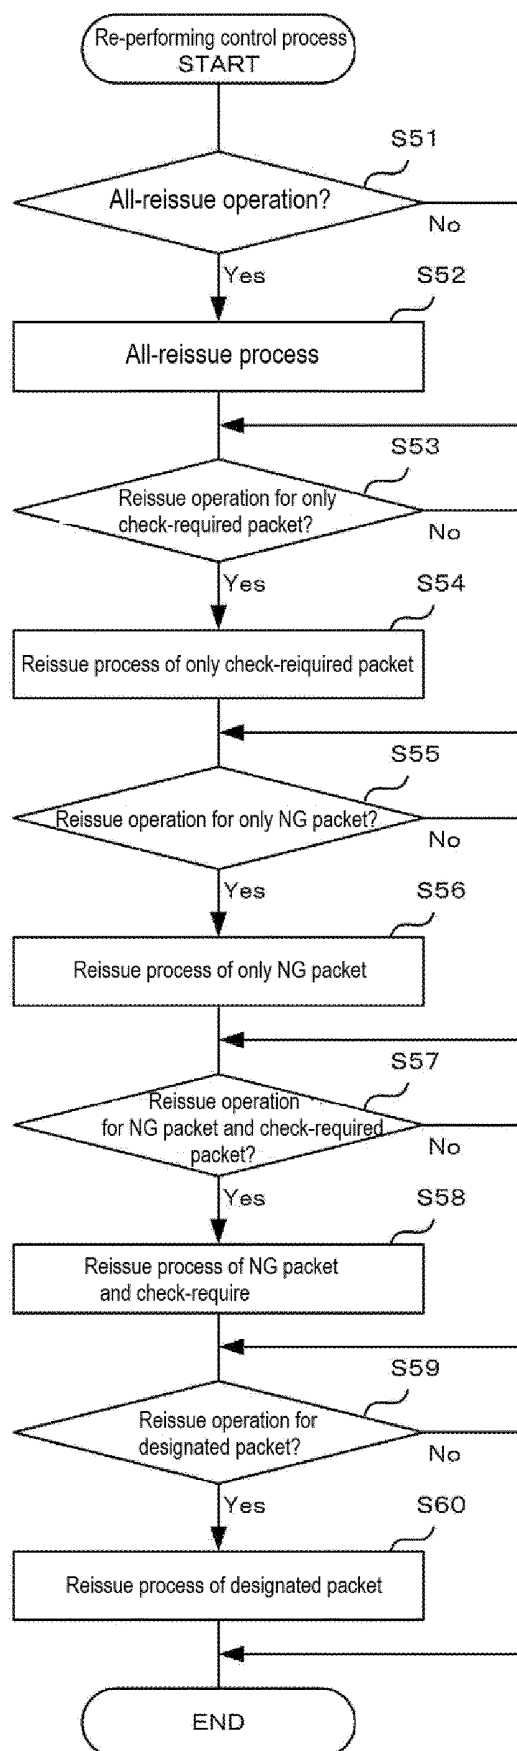 Re-performing control process
START
S51
All-reissue operation?
No
Yes
S52
All-reissue process
S53
Reissue operation for only
check-required packet?
No
Yes
S54
Reissue process of only check-reiquired packet
S55
Reissue operation for only NG packet?
No
Yes
S56
Reissue process of only NG packet
S57
Reissue operation
for NG packet and check-required
packet?
No
Yes
S58
Reissue process of NG packet
and check-require
S59
Reissue operation for
designated packet?
No
Yes
S60
Reissue process of designated packet
END